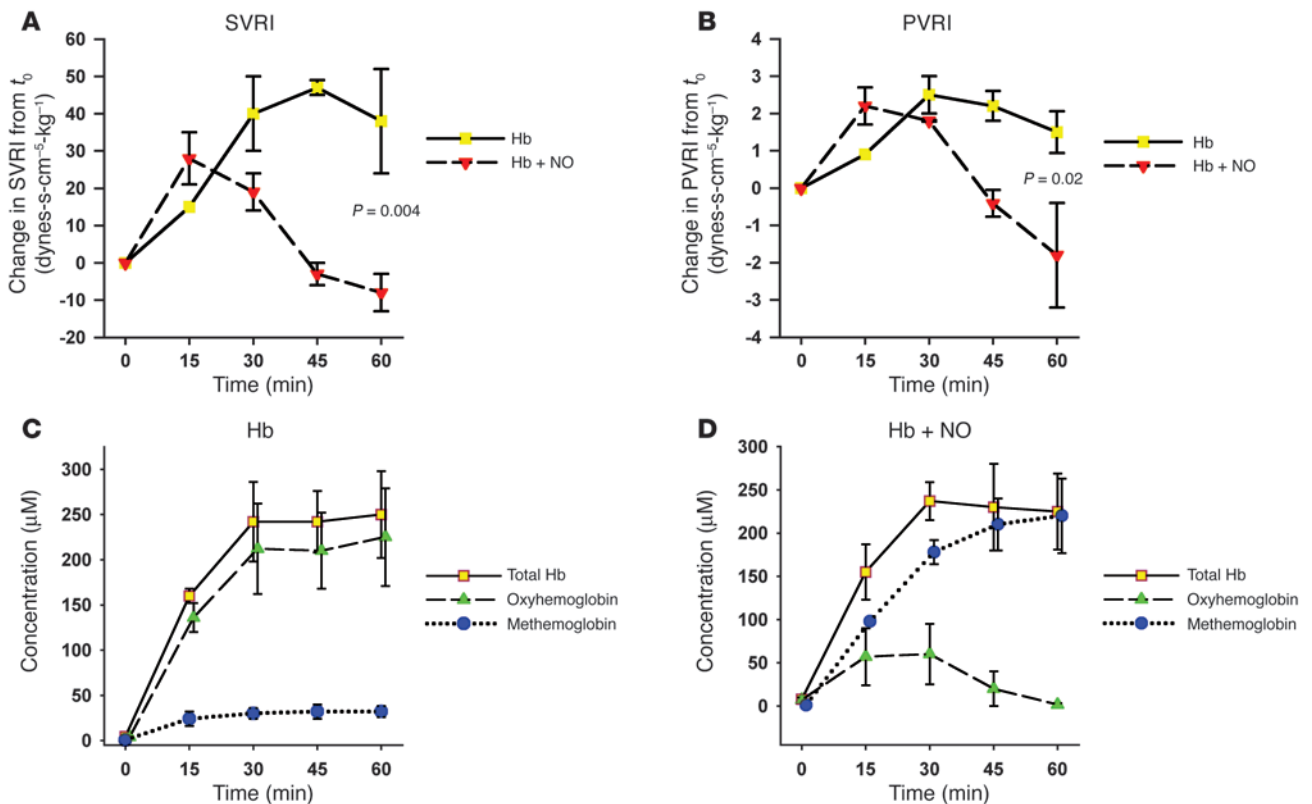 A
SVRI
Change in SVRI from t₀
(dynes-s-cm⁻⁵-kg⁻¹)
60
50
40
30
20
10
0
-10
-20
0 15 30 45 60
Time (min)
P = 0.004
Hb
Hb + NO
B
PVRI
Change in PVRI from t₀
(dynes-s-cm⁻⁵-kg⁻¹)
4
3
2
1
0
-1
-2
-3
-4
0 15 30 45 60
Time (min)
P = 0.02
Hb
Hb + NO
C
Hb
Concentration (μM)
300
250
200
150
100
50
0
0 15 30 45 60
Time (min)
Total Hb
Oxyhemoglobin
Methemoglobin
D
Hb + NO
Concentration (μM)
300
250
200
150
100
50
0
0 15 30 45 60
Time (min)
Total Hb
Oxyhemoglobin
Methemoglobin